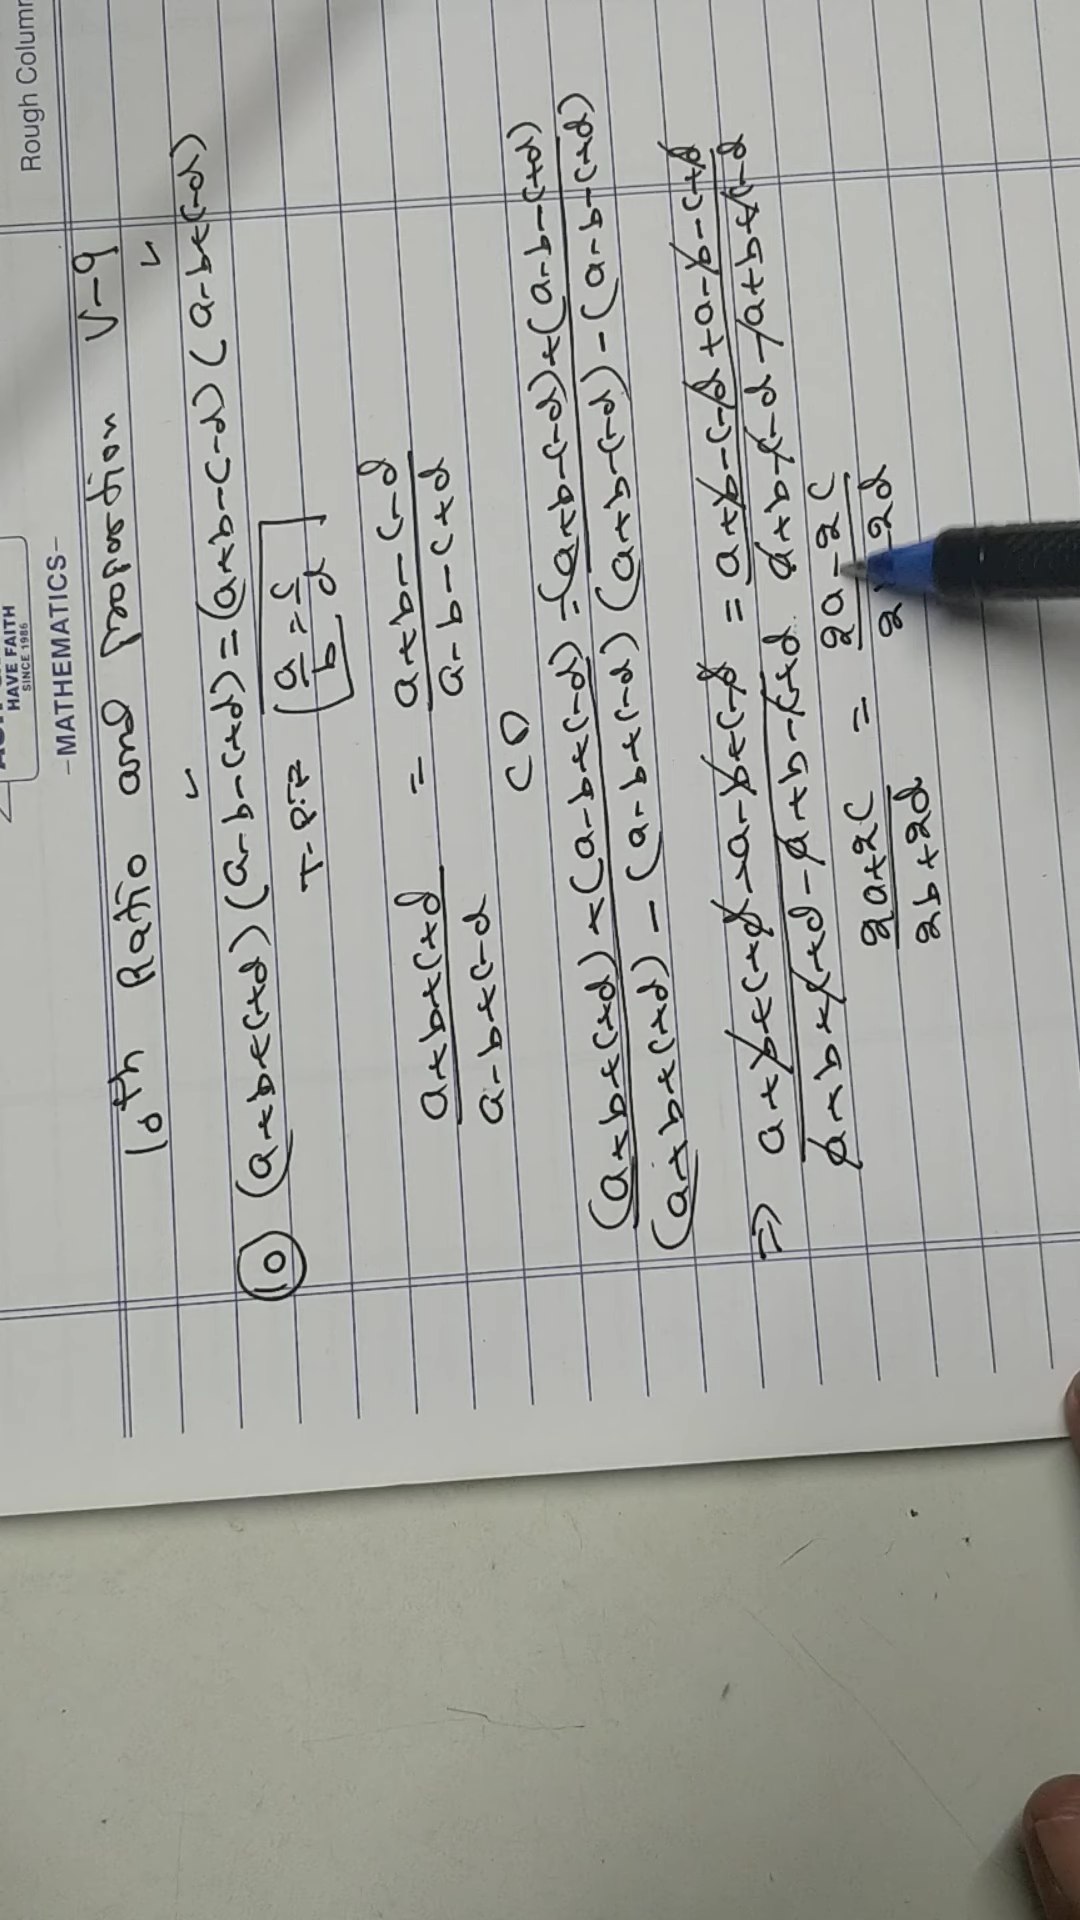 Rough Column
HAVE FAITH
SINCE 1986
-MATHEMATICS-
10th Ratio and proportion V-9
(10) (a+b+c+d)(a-b-c+d) = (a+b-c-d)(a-b+c-d)
T.P.T a/b = c/d
a+b+c+d / a-b+c-d = a+b-c-d / a-b-c+d
CD
(a+b+c+d)+(a-b+c-d) / (a+b+c+d)-(a-b+c-d) = (a+b-c-d)+(a-b-c+d) / (a+b-c-d)-(a-b-c+d)
⇒ a+b+c+d+a-b+c-d / a+b+c+d-a+b-c+d = a+b-c-d+a-b-c+d / a+b-c-d-a+b+c-d
2a+2c / 2b+2d = 2a-2c / 2d